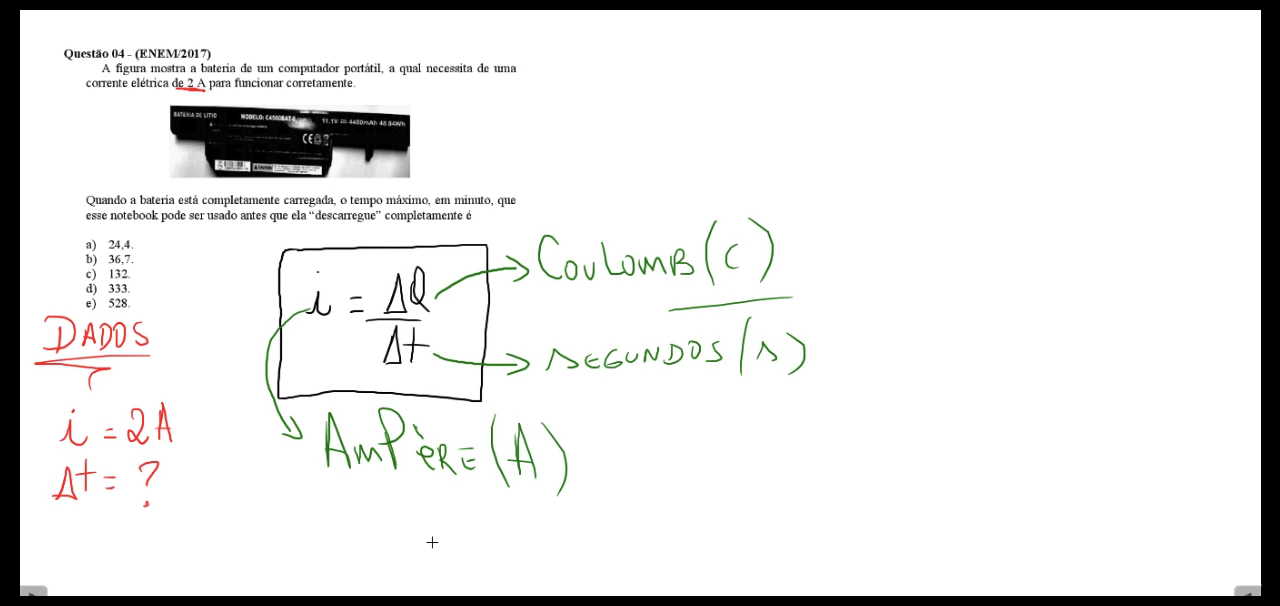 Questão 04 - (ENEM/2017)
A figura mostra a bateria de um computador portátil, a qual necessita de uma
corrente elétrica de 2 A para funcionar corretamente.
BATERIA DE LITIO
MODELO: C4500BAT-6
11.1V 4400mAh 48.84Wh
CE
Quando a bateria está completamente carregada, o tempo máximo, em minuto, que
esse notebook pode ser usado antes que ela “descarregue” completamente é
a) 24,4.
b) 36,7.
c) 132.
d) 333.
e) 528.
DADOS
i = 2A
Δt = ?
i = ΔQ
Δt
COULOMB (C)
SEGUNDOS (s)
AMPÈRE (A)